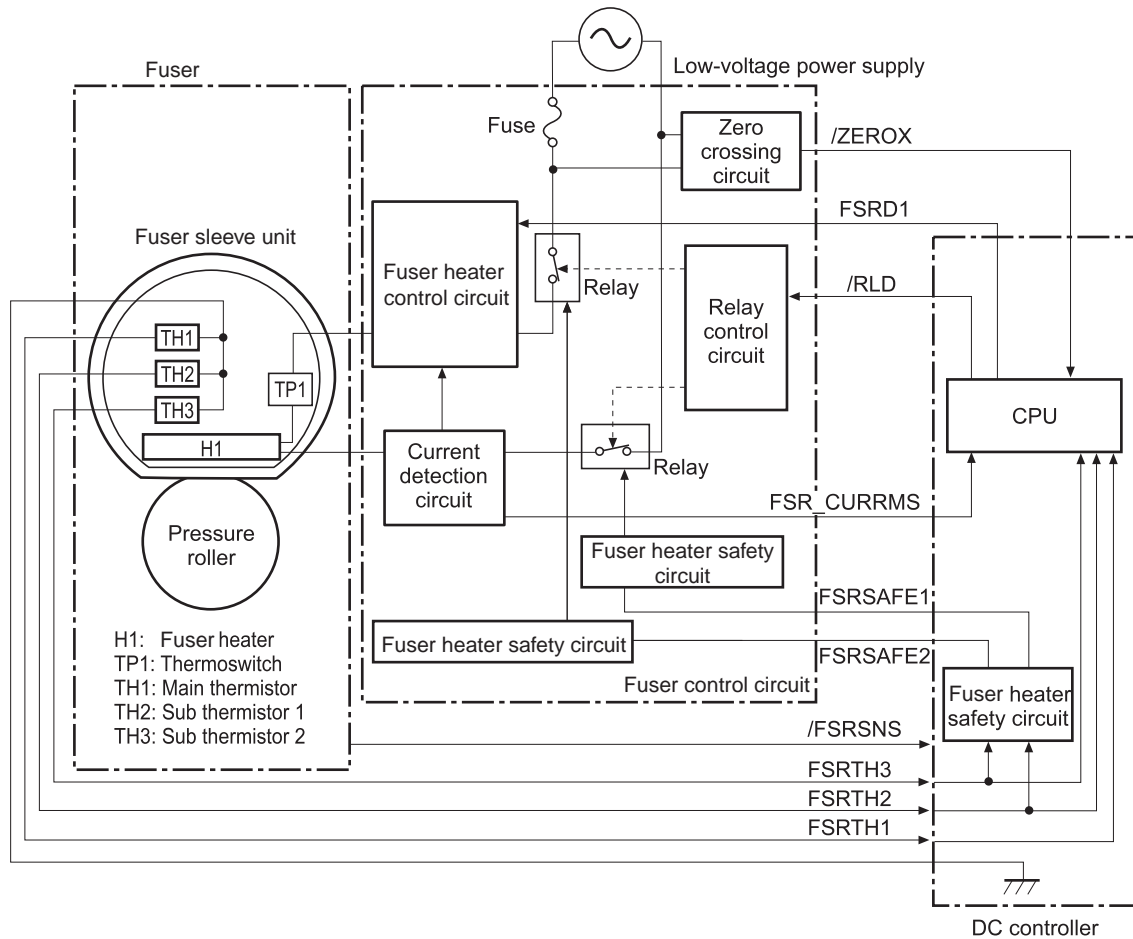 Fuser
Low-voltage power supply
Fuse
Zero
crossing
circuit
/ZEROX
FSRD1
Fuser sleeve unit
Fuser heater
control circuit
Relay
Relay
control
circuit
/RLD
TH1
TH2
TH3
TP1
H1
CPU
Current
detection
circuit
Relay
FSR_CURRMS
Pressure
roller
Fuser heater safety
circuit
FSRSAFE1
Fuser heater safety circuit
FSRSAFE2
Fuser control circuit
Fuser heater
safety circuit
H1: Fuser heater
TP1: Thermoswitch
TH1: Main thermistor
TH2: Sub thermistor 1
TH3: Sub thermistor 2
/FSRSNS
FSRTH3
FSRTH2
FSRTH1
DC controller